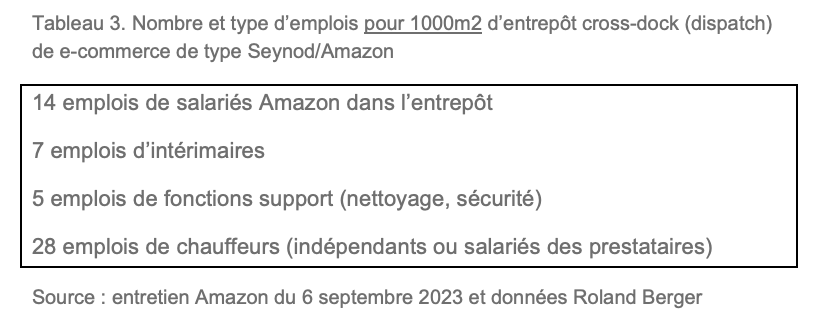 Tableau 3. Nombre et type d’emplois pour 1000m2 d’entrepôt cross-dock (dispatch)
de e-commerce de type Seynod/Amazon
14 emplois de salariés Amazon dans l’entrepôt
7 emplois d’intérimaires
5 emplois de fonctions support (nettoyage, sécurité)
28 emplois de chauffeurs (indépendants ou salariés des prestataires)
Source : entretien Amazon du 6 septembre 2023 et données Roland Berger